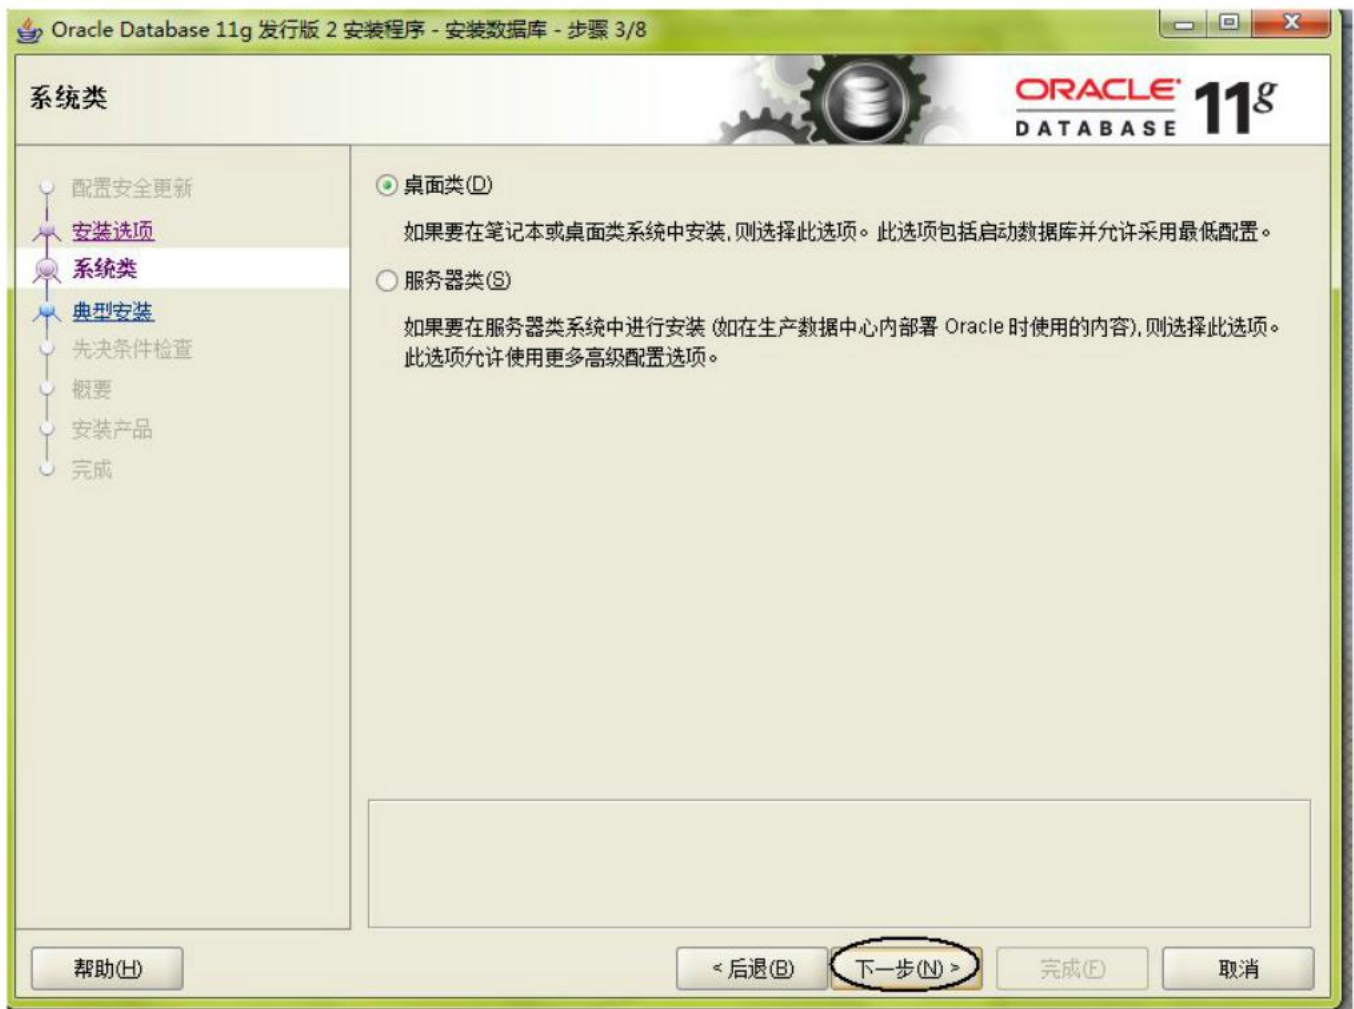 Oracle Database 11g 发行版 2 安装程序 - 安装数据库 - 步骤 3/8
系统类
ORACLE
DATABASE
11g
配置安全更新
安装选项
系统类
典型安装
先决条件检查
概要
安装产品
完成
桌面类(D)
如果要在笔记本或桌面类系统中安装,则选择此选项。此选项包括启动数据库并允许采用最低配置。
服务器类(S)
如果要在服务器类系统中进行安装 (如在生产数据中心内部署 Oracle 时使用的内容),则选择此选项。
此选项允许使用更多高级配置选项。
帮助(H)
< 后退(B)
下一步(N) >
完成(F)
取消